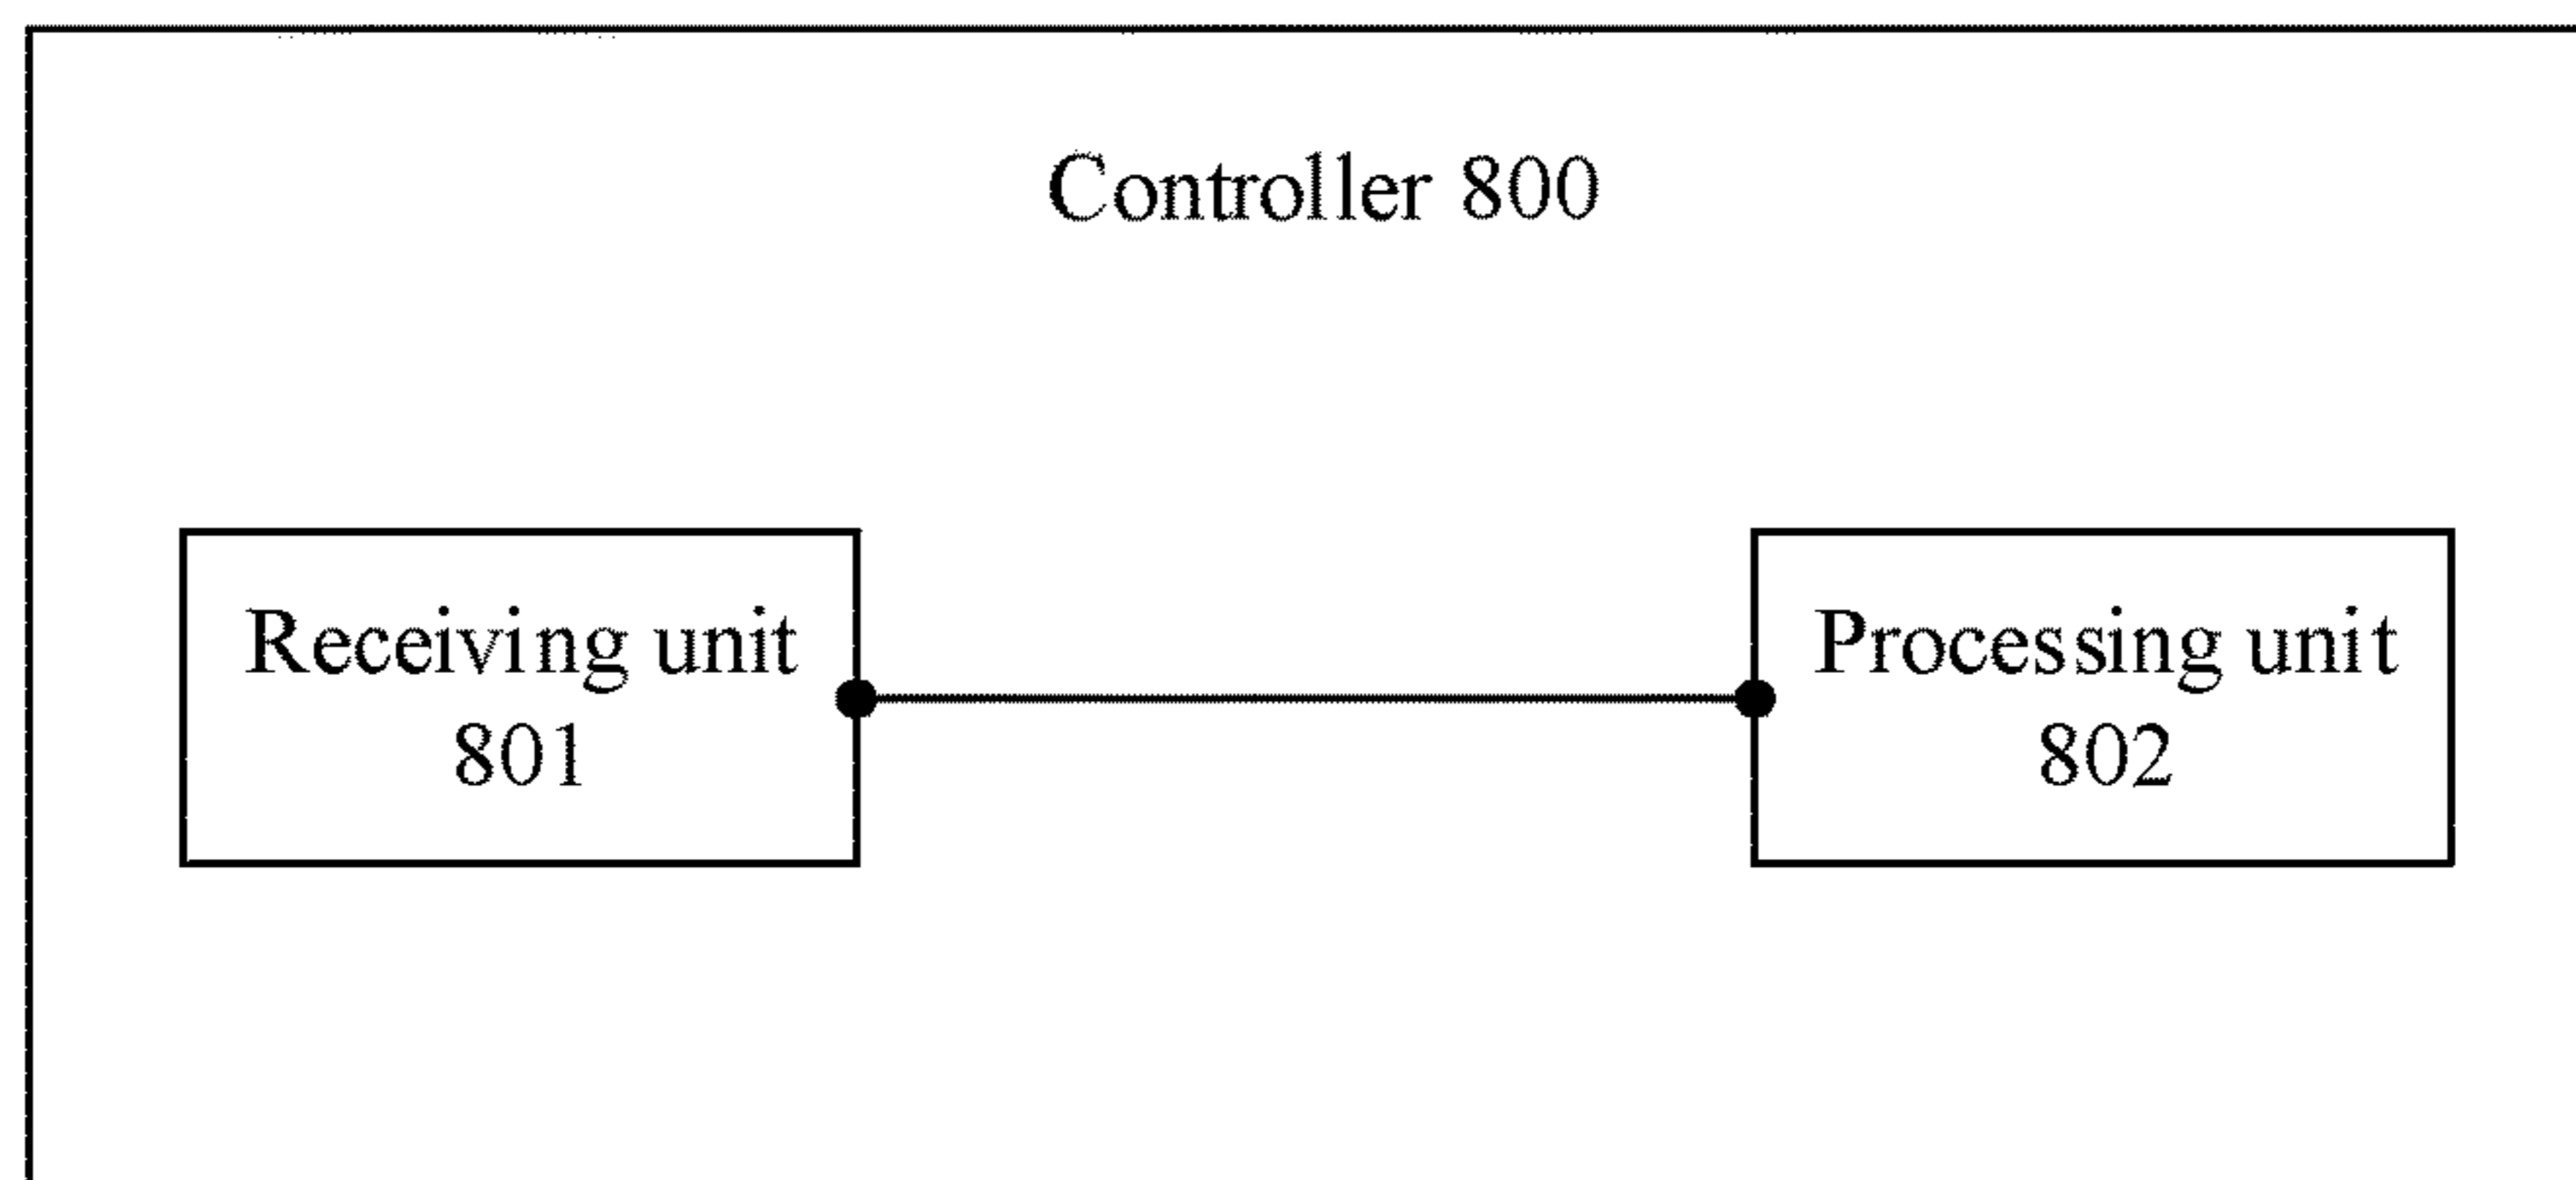 Controller 800
Receiving unit
801
Processing unit
802